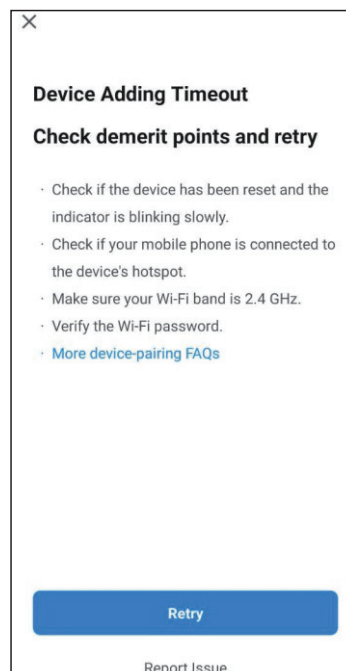 Device Adding Timeout
Check demerit points and retry
· Check if the device has been reset and the
indicator is blinking slowly.
· Check if your mobile phone is connected to
the device's hotspot.
· Make sure your Wi-Fi band is 2.4 GHz.
· Verify the Wi-Fi password.
· More device-pairing FAQs
Retry
Report Issue